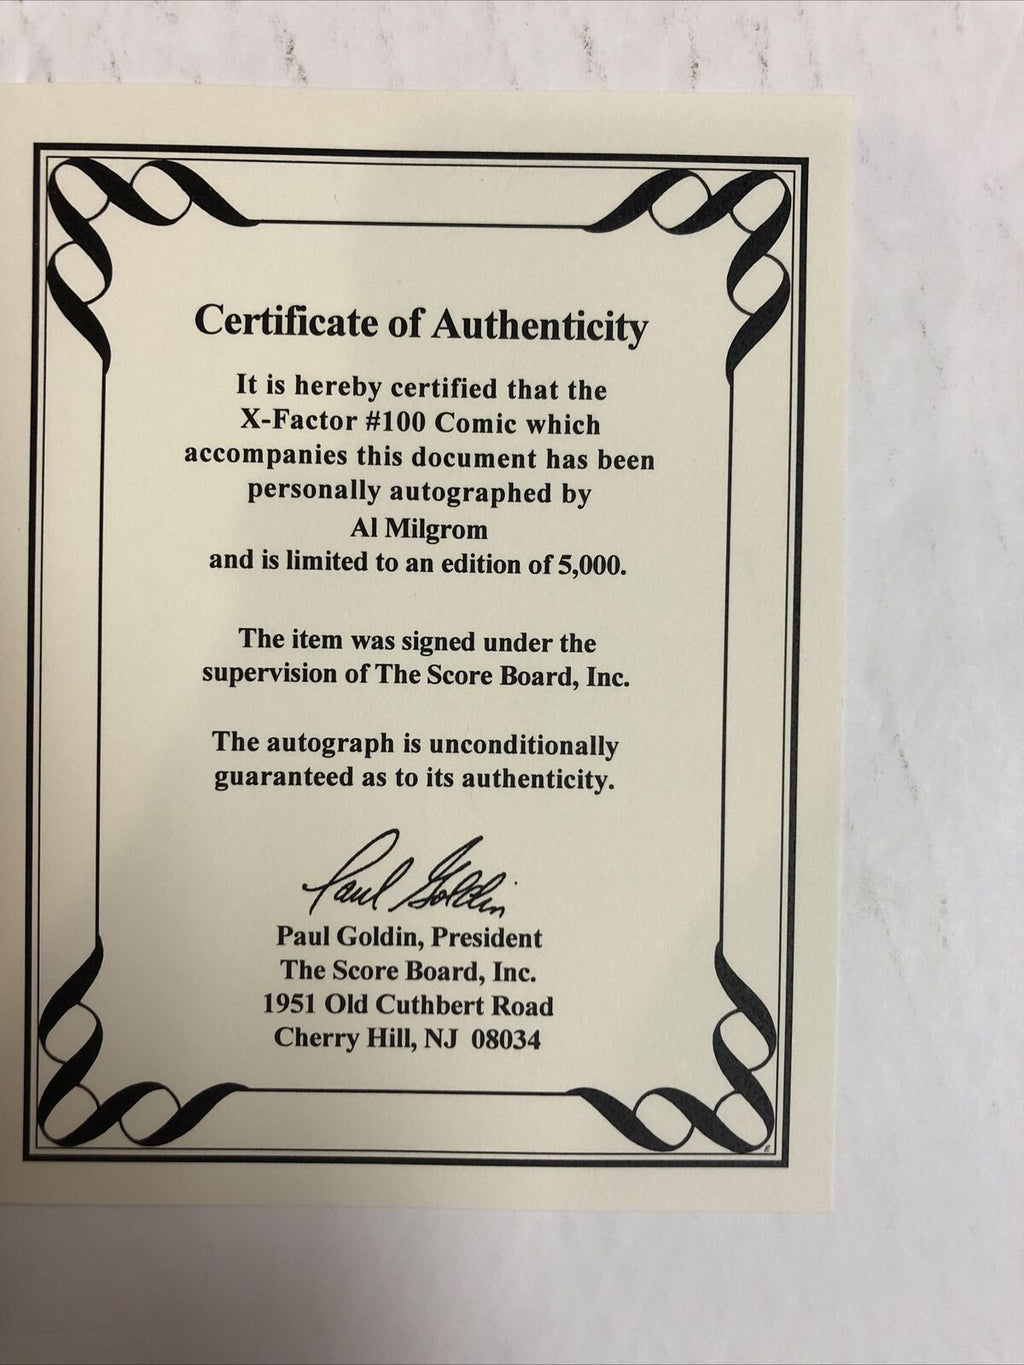 Certificate of Authenticity
It is hereby certified that the
X-Factor #100 Comic which
accompanies this document has been
personally autographed by
Al Milgrom
and is limited to an edition of 5,000.
The item was signed under the
supervision of The Score Board, Inc.
The autograph is unconditionally
guaranteed as to its authenticity.
Paul Goldin
Paul Goldin, President
The Score Board, Inc.
1951 Old Cuthbert Road
Cherry Hill, NJ 08034